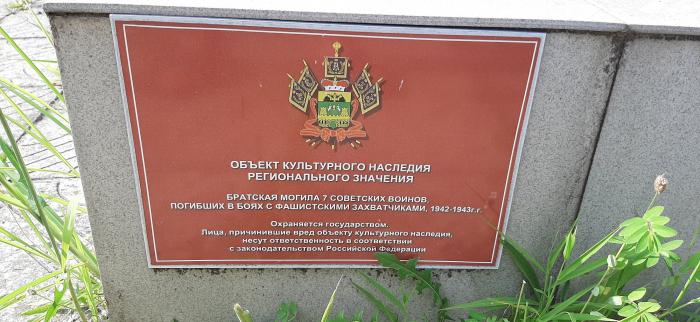 ОБЪЕКТ КУЛЬТУРНОГО НАСЛЕДИЯ
РЕГИОНАЛЬНОГО ЗНАЧЕНИЯ
БРАТСКАЯ МОГИЛА 7 СОВЕТСКИХ ВОИНОВ,
ПОГИБШИХ В БОЯХ С ФАШИСТСКИМИ ЗАХВАТЧИКАМИ, 1942-1943г.г.
Охраняется государством.
Лица, причинившие вред объекту культурного наследия,
несут ответственность в соответствии
с законодательством Российской Федерации